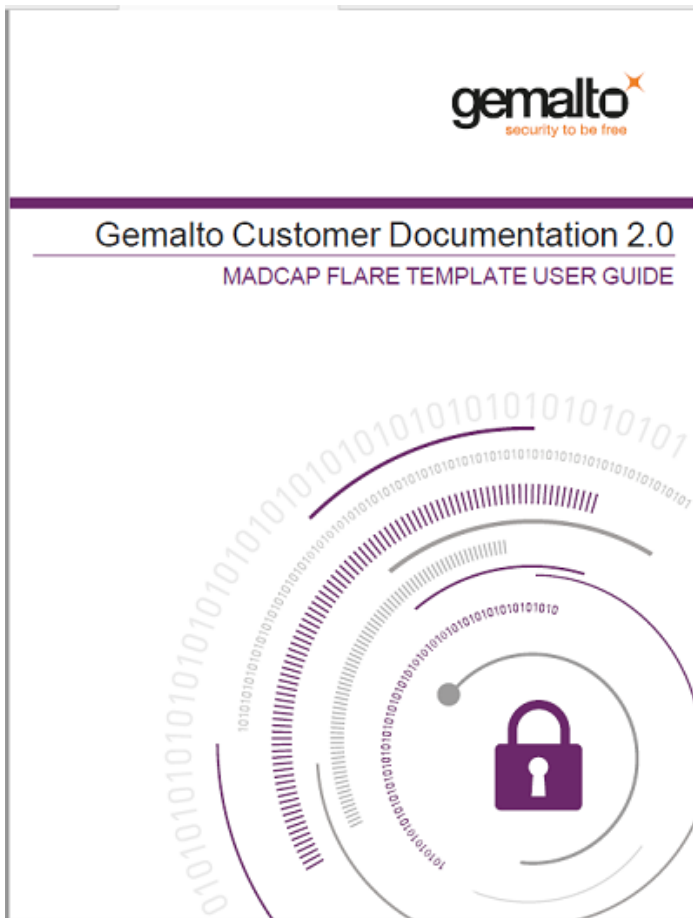 gemalto
security to be free
Gemalto Customer Documentation 2.0
MADCAP FLARE TEMPLATE USER GUIDE